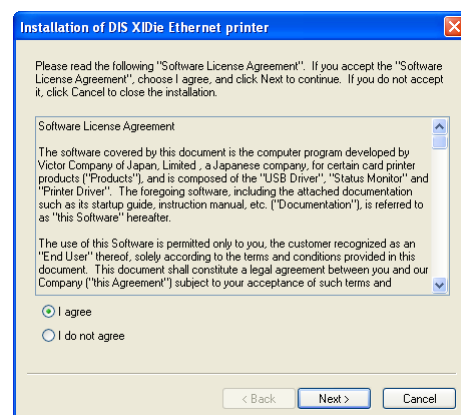 Installation of DIS XIDie Ethernet printer
Please read the following "Software License Agreement". If you accept the "Software
License Agreement", choose I agree, and click Next to continue. If you do not accept
it, click Cancel to close the installation.
Software License Agreement
The software covered by this document is the computer program developed by
Victor Company of Japan, Limited , a Japanese company, for certain card printer
products ("Products"), and is composed of the "USB Driver", "Status Monitor" and
"Printer Driver". The foregoing software, including the attached documentation
such as its startup guide, instruction manual, etc. ("Documentation"), is referred to
as "this Software" hereafter.
The use of this Software is permitted only to you, the customer recognized as an
"End User" thereof, solely according to the terms and conditions provided in this
document. This document shall constitute a legal agreement between you and our
Company ("this Agreement") subject to your acceptance of such terms and
I agree
I do not agree
< Back
Next >
Cancel